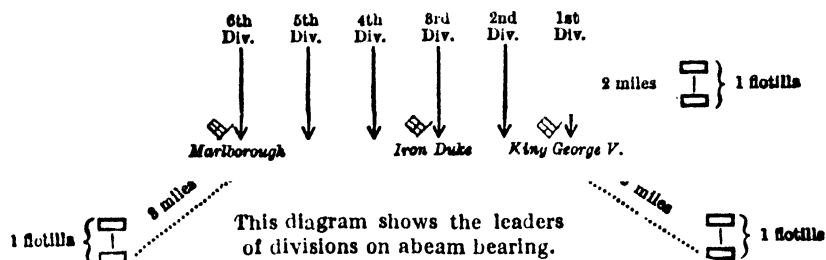 6th 5th 4th 3rd 2nd 1st
Div. Div. Div. Div. Div. Div.
2 miles 1 flotilla
Marlborough Iron Duke King George V.
3 miles miles
1 flotilla This diagram shows the leaders 1 flotilla
of divisions on abeam bearing.